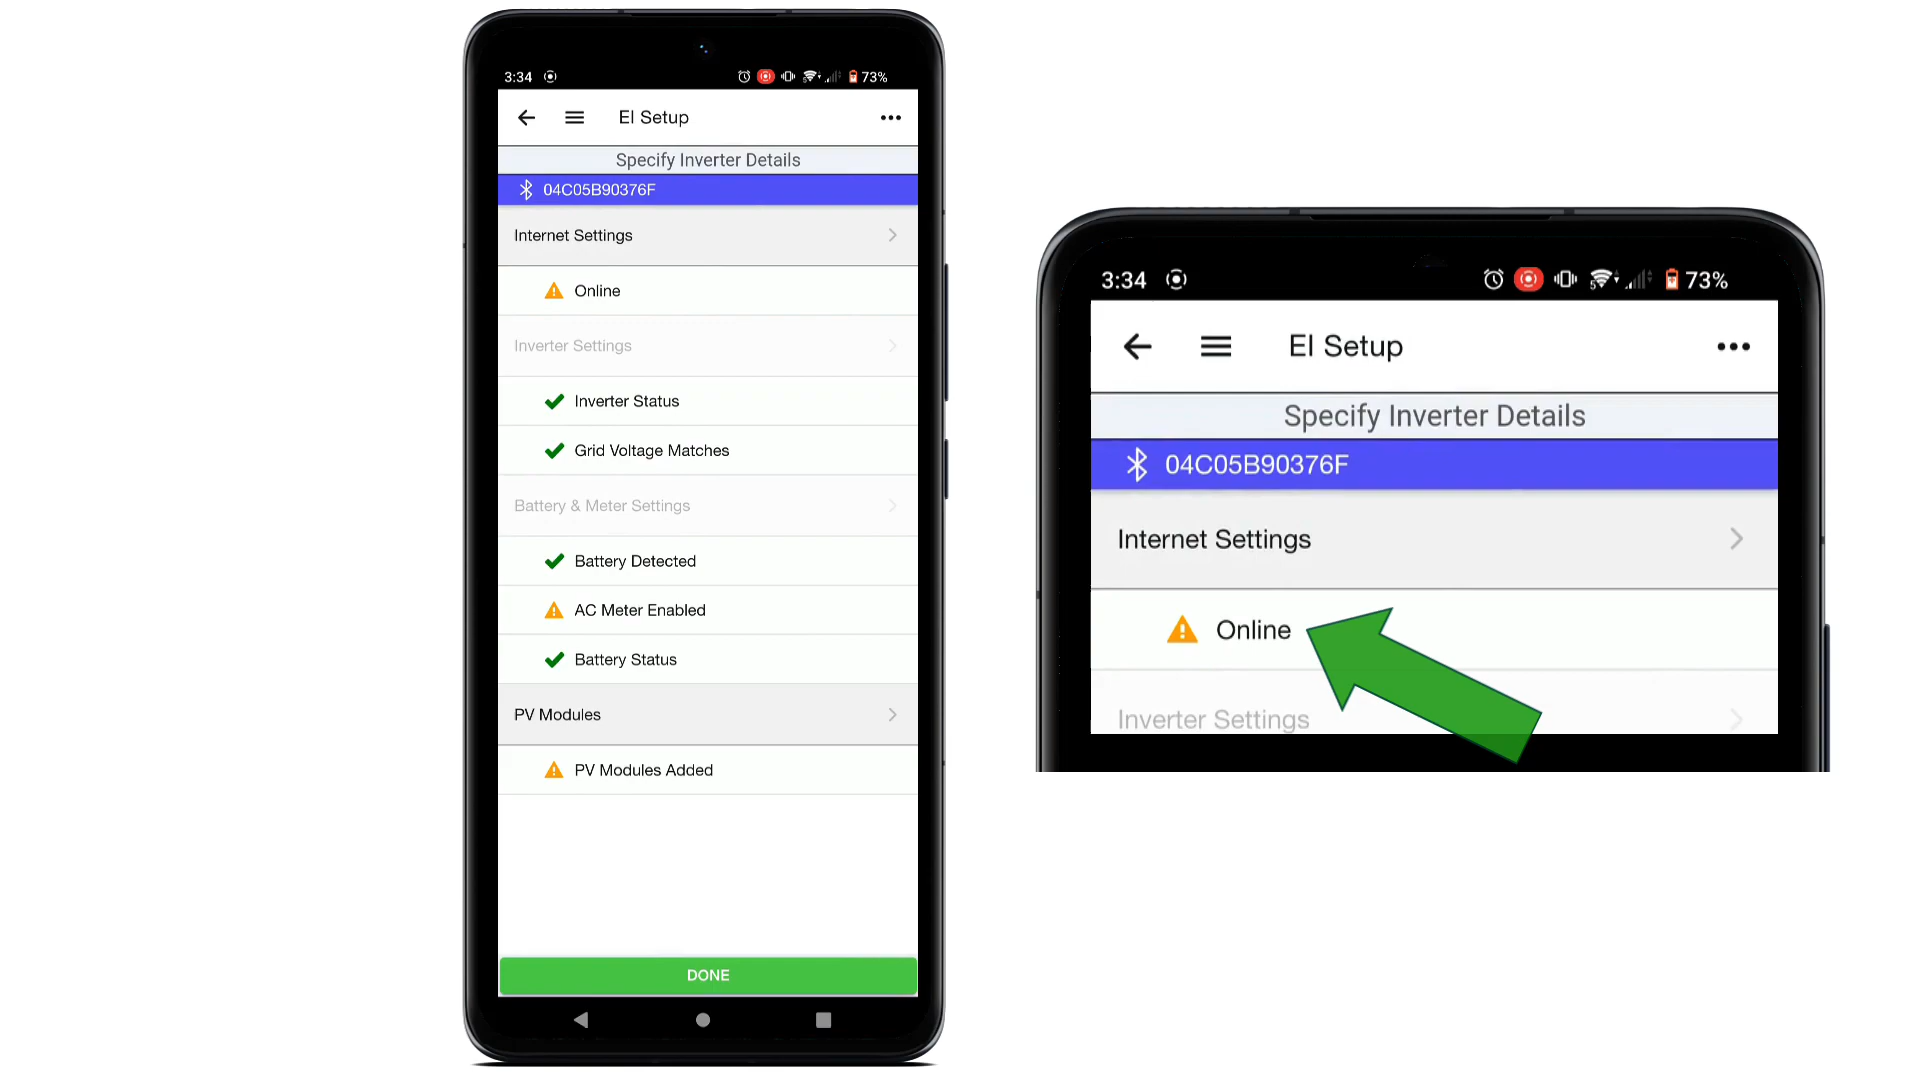 3:34
73%
EI Setup
Specify Inverter Details
04C05B90376F
Internet Settings
Online
Inverter Settings
Inverter Status
Grid Voltage Matches
Battery & Meter Settings
Battery Detected
AC Meter Enabled
Battery Status
PV Modules
PV Modules Added
DONE
3:34
5
73%
EI Setup
Specify Inverter Details
04C05B90376F
Internet Settings
Online
Inverter Settings